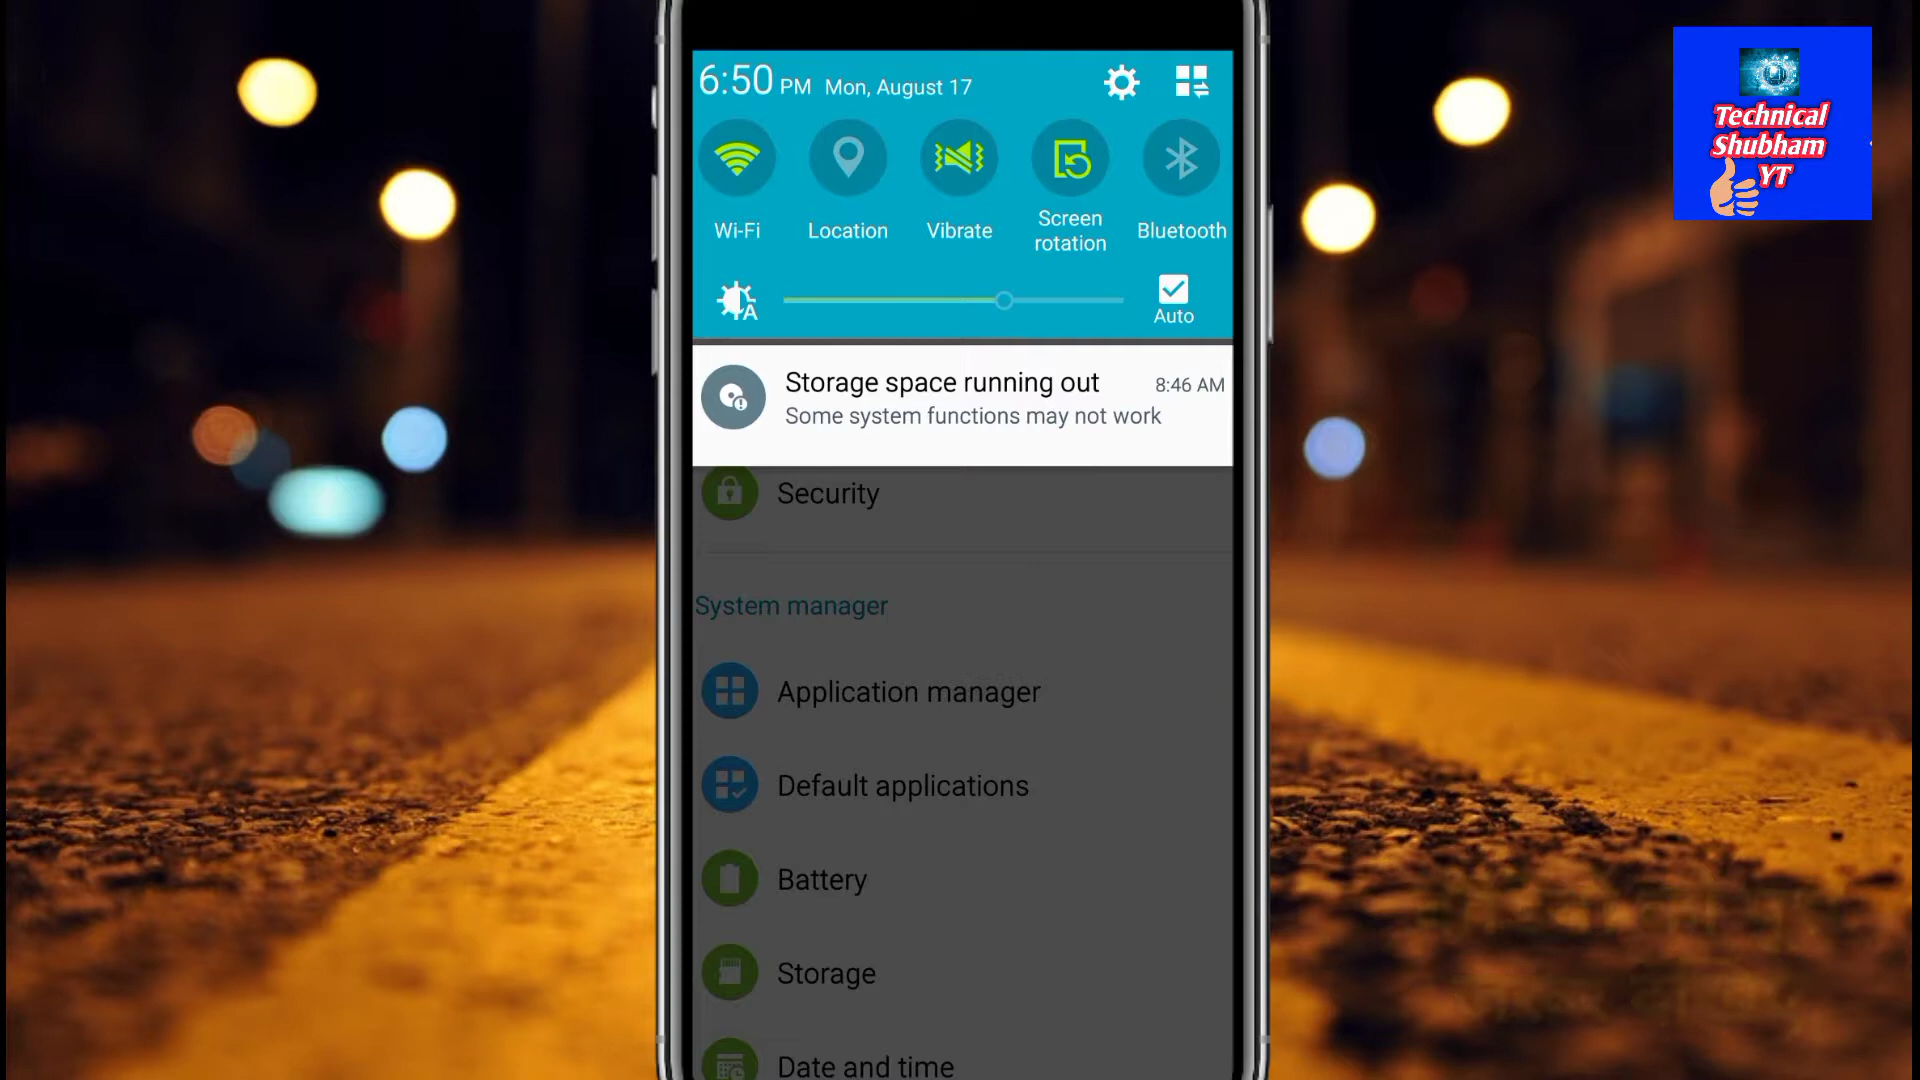 Technical
Shubham
YT
6:50 PM Mon, August 17
Wi-Fi
Location
Vibrate
Screen
rotation
Bluetooth
A
Auto
Storage space running out 8:46 AM
Some system functions may not work
Security
System manager
Application manager
Default applications
Battery
Storage
Date and time